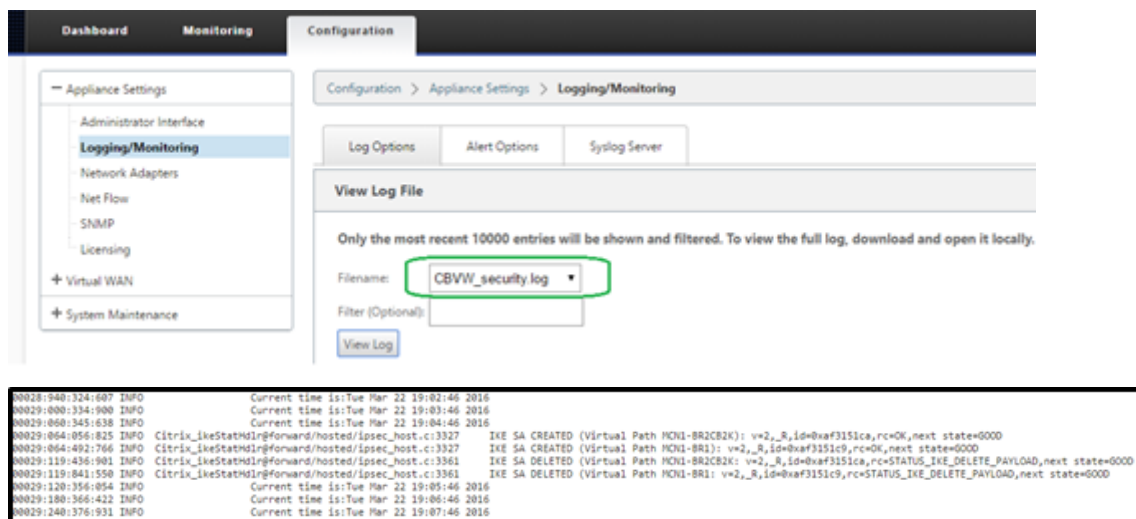 Dashboard Monitoring Configuration
Appliance Settings
Administrator Interface
Logging/Monitoring
Network Adapters
Net Flow
SNMP
Licensing
+ Virtual WAN
+ System Maintenance
Configuration > Appliance Settings > Logging/Monitoring
Log Options Alert Options Syslog Server
View Log File
Only the most recent 10000 entries will be shown and filtered. To view the full log, download and open it locally.
Filename: CBVW_security.log
Filter (Optional):
View Log
00028:940:324:607 INFO Current time is:Tue Mar 22 19:02:46 2016
00029:000:334:900 INFO Current time is:Tue Mar 22 19:03:46 2016
00029:060:345:638 INFO Current time is:Tue Mar 22 19:04:46 2016
00029:064:056:825 INFO Citrix_ikeStatHdlr@forward/hosted/ipsec_host.c:3327 IKE SA CREATED (Virtual Path MCN1-BR2CB2K): v=2,_R,id=0xaf3151ca,rc=OK,next state=GOOD
00029:064:492:766 INFO Citrix_ikeStatHdlr@forward/hosted/ipsec_host.c:3327 IKE SA CREATED (Virtual Path MCN1-BR1): v=2,_R,id=0xaf3151c9,rc=OK,next state=GOOD
00029:119:436:901 INFO Citrix_ikeStatHdlr@forward/hosted/ipsec_host.c:3361 IKE SA DELETED (Virtual Path MCN1-BR2CB2K: v=2,_R,id=0xaf3151ca,rc=STATUS_IKE_DELETE_PAYLOAD,next state=GOOD
00029:119:841:550 INFO Citrix_ikeStatHdlr@forward/hosted/ipsec_host.c:3361 IKE SA DELETED (Virtual Path MCN1-BR1: v=2,_R,id=0xaf3151c9,rc=STATUS_IKE_DELETE_PAYLOAD,next state=GOOD
00029:120:356:054 INFO Current time is:Tue Mar 22 19:05:46 2016
00029:180:366:422 INFO Current time is:Tue Mar 22 19:06:46 2016
00029:240:376:931 INFO Current time is:Tue Mar 22 19:07:46 2016